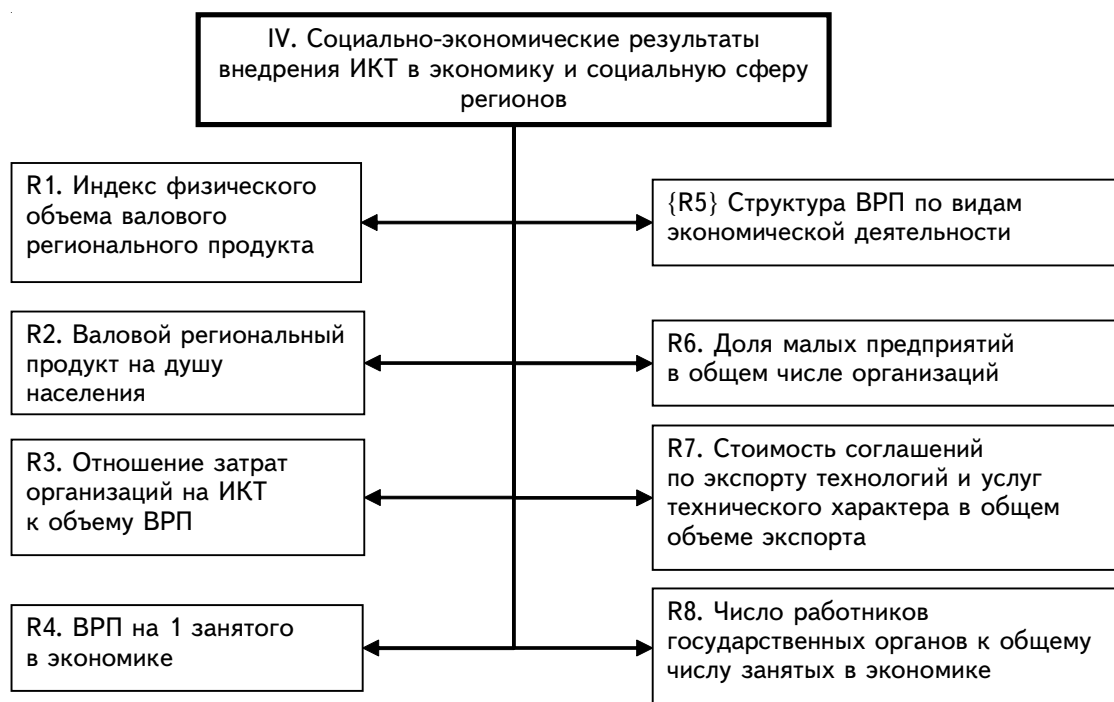 IV. Социально-экономические результаты
внедрения ИКТ в экономику и социальную сферу
регионов
R1. Индекс физического
объема валового
регионального продукта
{R5} Структура ВРП по видам
экономической деятельности
R2. Валовой региональный
продукт на душу
населения
R6. Доля малых предприятий
в общем числе организаций
R3. Отношение затрат
организаций на ИКТ
к объему ВРП
R7. Стоимость соглашений
по экспорту технологий и услуг
технического характера в общем
объеме экспорта
R4. ВРП на 1 занятого
в экономике
R8. Число работников
государственных органов к общему
числу занятых в экономике